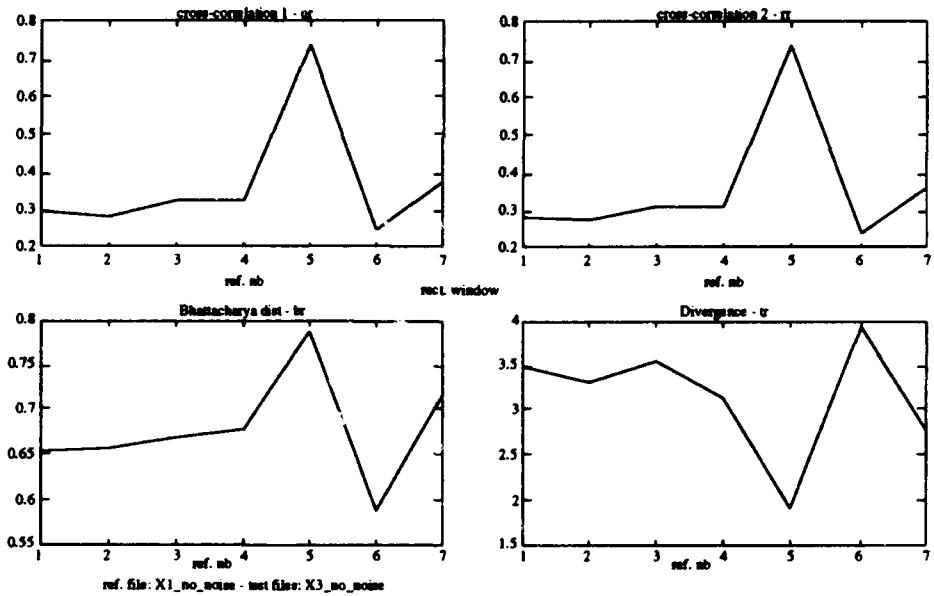 cross-correlation 1 - ur
0.8
0.7
0.6
0.5
0.4
0.3
0.2
1 2 3 4 5 6 7
ref. nb
cross-correlation 2 - rr
0.8
0.7
0.6
0.5
0.4
0.3
0.2
1 2 3 4 5 6 7
ref. nb
rect. window
Bhattacharya dist - br
0.8
0.75
0.7
0.65
0.6
0.55
1 2 3 4 5 6 7
ref. nb
Divergence - tr
4
3.5
3
2.5
2
1.5
1 2 3 4 5 6 7
ref. nb
ref. file: X1_no_noise - test files: X3_no_noise